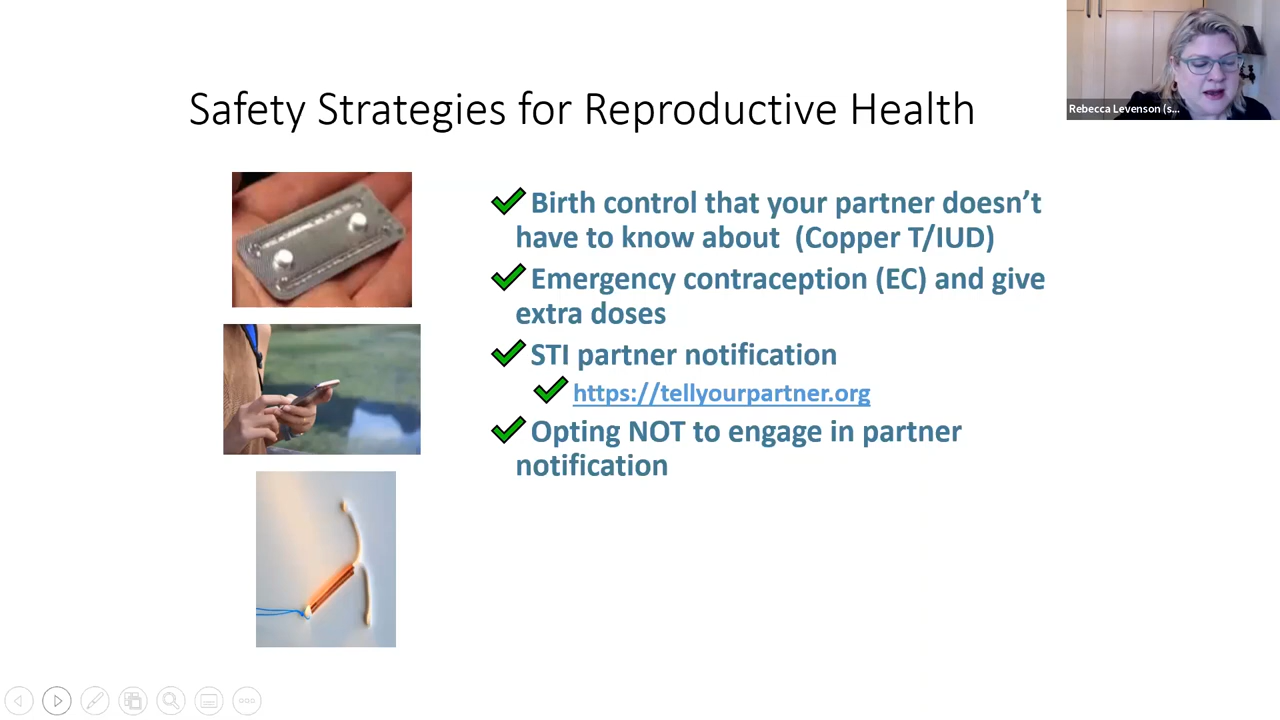 Safety Strategies for Reproductive Health
Rebecca Levenson (s...
Birth control that your partner doesn’t
have to know about  (Copper T/IUD)
Emergency contraception (EC) and give
extra doses
STI partner notification
https://tellyourpartner.org
Opting NOT to engage in partner
notification